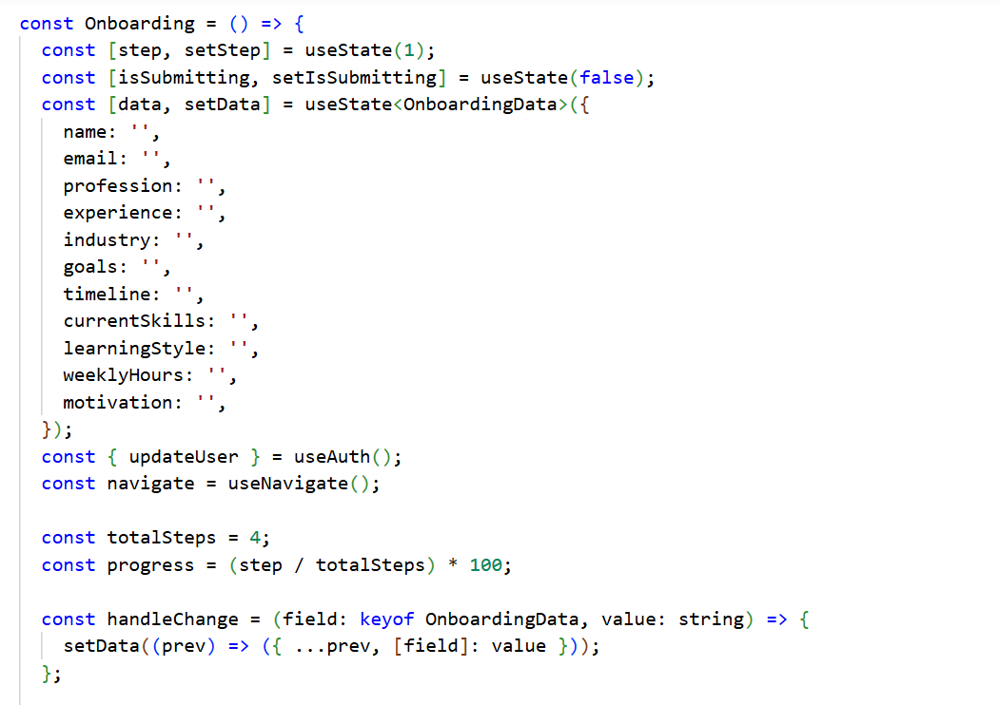 const Onboarding = () => {
  const [step, setStep] = useState(1);
  const [isSubmitting, setIsSubmitting] = useState(false);
  const [data, setData] = useState<OnboardingData>({
    name: '',
    email: '',
    profession: '',
    experience: '',
    industry: '',
    goals: '',
    timeline: '',
    currentSkills: '',
    learningStyle: '',
    weeklyHours: '',
    motivation: '',
  });
  const { updateUser } = useAuth();
  const navigate = useNavigate();

  const totalSteps = 4;
  const progress = (step / totalSteps) * 100;

  const handleChange = (field: keyof OnboardingData, value: string) => {
    setData((prev) => ({ ...prev, [field]: value }));
  };